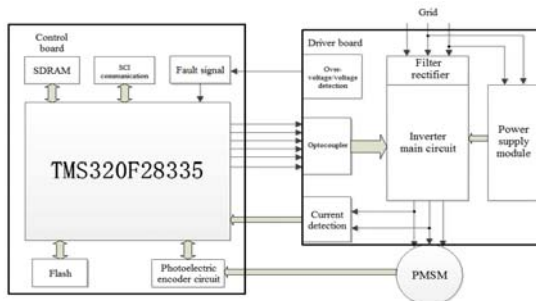 Grid
Control
board
Driver board
SDRAM
SCI
communication
Fault signal
Over-
voltage/voltage
detection
Filter
rectifier
TMS320F28335
Optocoupler
Inverter
main circuit
Power
supply
module
Current
detection
Flash
Photoelectric
encoder circuit
PMSM